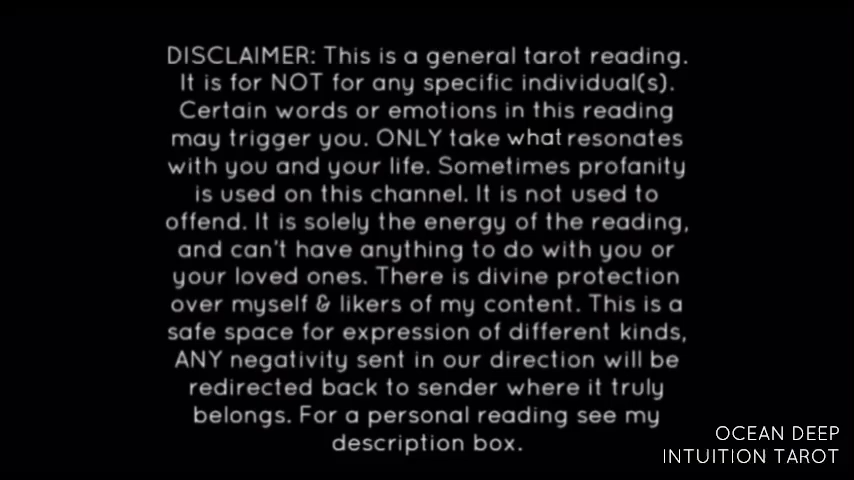 DISCLAIMER: This is a general tarot reading.
It is for NOT for any specific individual(s).
Certain words or emotions in this reading
may trigger you. ONLY take what resonates
with you and your life. Sometimes profanity
is used on this channel. It is not used to
offend. It is solely the energy of the reading,
and can't have anything to do with you or
your loved ones. There is divine protection
over myself & likers of my content. This is a
safe space for expression of different kinds,
ANY negativity sent in our direction will be
redirected back to sender where it truly
belongs. For a personal reading see my
description box.
OCEAN DEEP
INTUITION TAROT